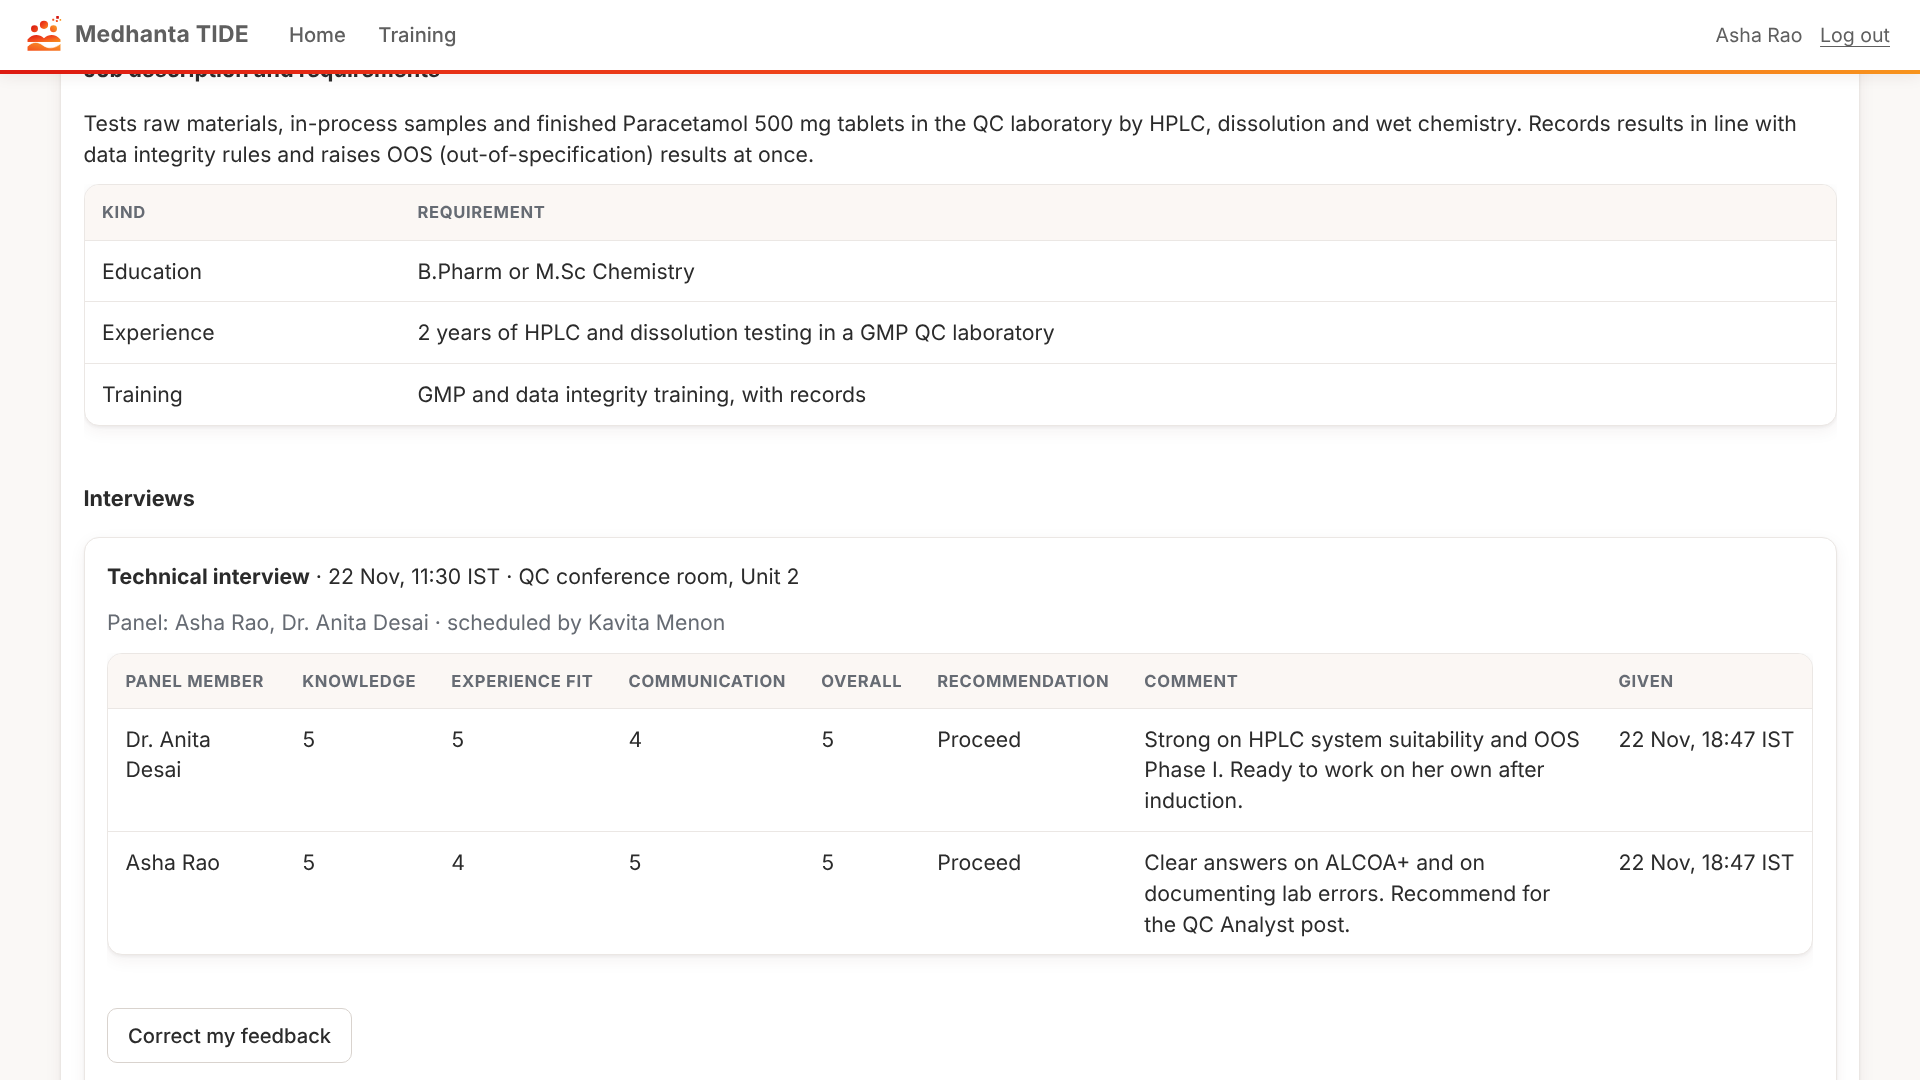 Medhanta TIDE Home Training Asha Rao Log out
Job description and requirements
Tests raw materials, in-process samples and finished Paracetamol 500 mg tablets in the QC laboratory by HPLC, dissolution and wet chemistry. Records results in line with
data integrity rules and raises OOS (out-of-specification) results at once.
KIND REQUIREMENT
Education B.Pharm or M.Sc Chemistry
Experience 2 years of HPLC and dissolution testing in a GMP QC laboratory
Training GMP and data integrity training, with records
Interviews
Technical interview · 22 Nov, 11:30 IST · QC conference room, Unit 2
Panel: Asha Rao, Dr. Anita Desai · scheduled by Kavita Menon
PANEL MEMBER KNOWLEDGE EXPERIENCE FIT COMMUNICATION OVERALL RECOMMENDATION COMMENT GIVEN
Dr. Anita 5 5 4 5 Proceed Strong on HPLC system suitability and OOS 22 Nov, 18:47 IST
Desai Phase I. Ready to work on her own after
induction.
Asha Rao 5 4 5 5 Proceed Clear answers on ALCOA+ and on 22 Nov, 18:47 IST
documenting lab errors. Recommend for
the QC Analyst post.
Correct my feedback